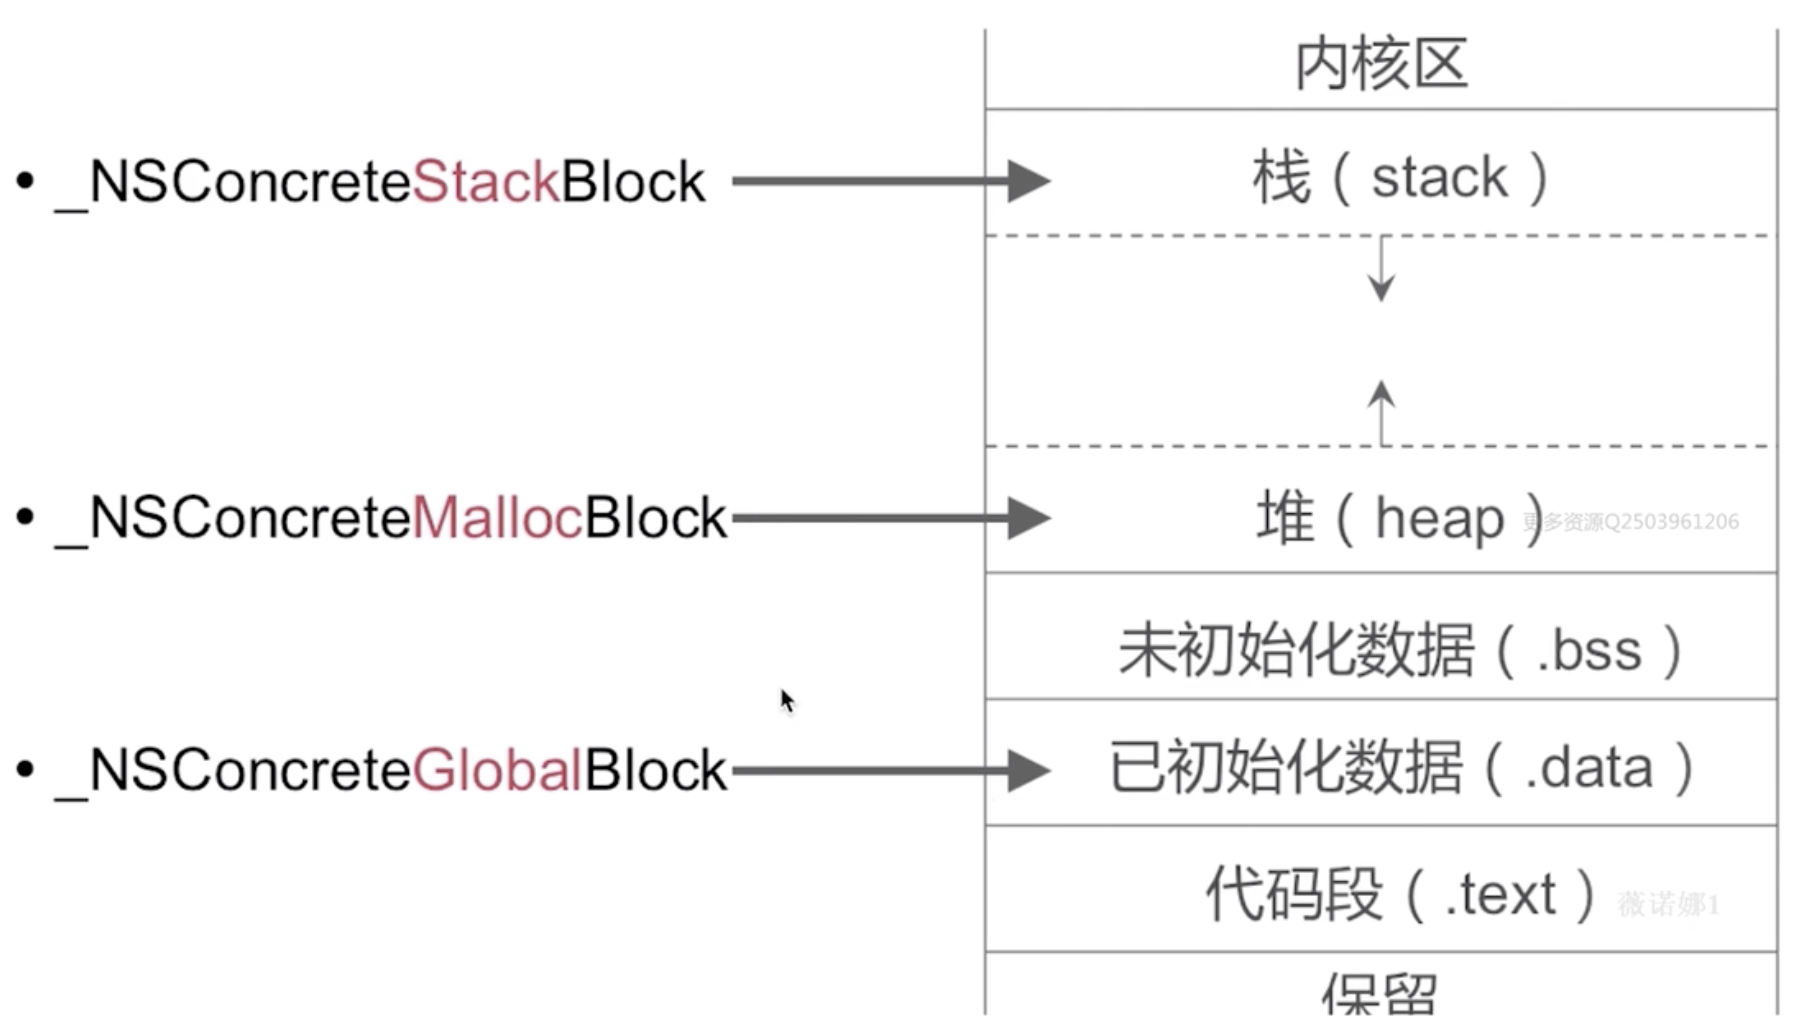 内核区
• _NSConcreteStackBlock
栈（stack）
• _NSConcreteMallocBlock
堆（heap）
更多资源Q2503961206
未初始化数据（.bss）
• _NSConcreteGlobalBlock
已初始化数据（.data）
代码段（.text）
薇诺娜1
保留